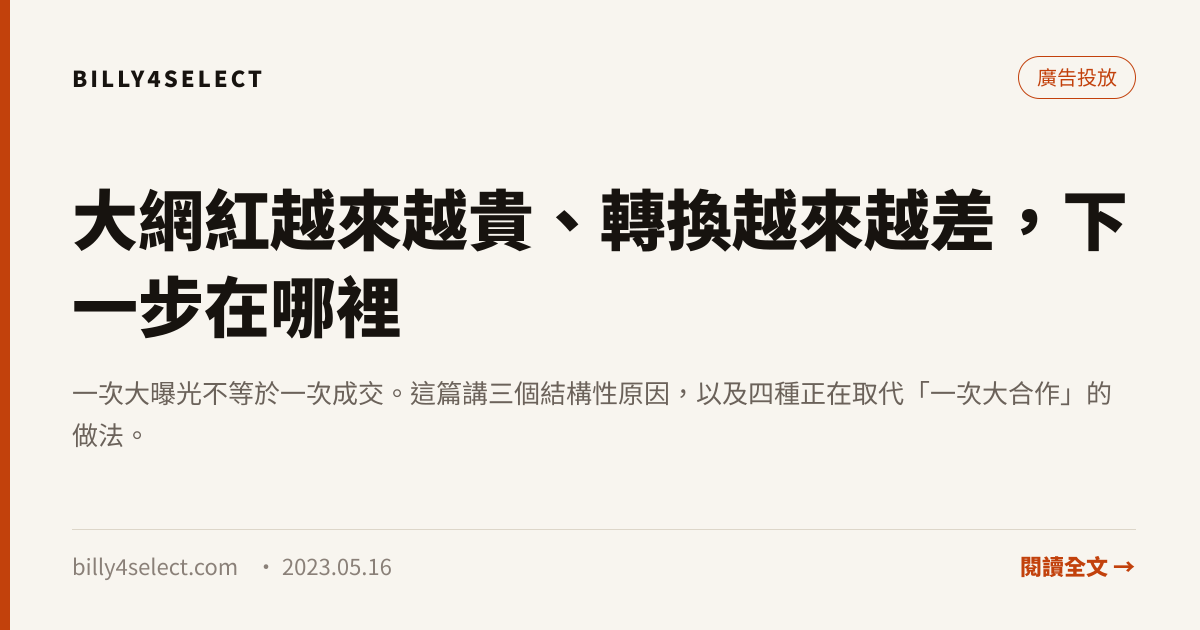 BILLY4SELECT
廣告投放
大網紅越來越貴、轉換越來越差，下
一步在哪裡
一次大曝光不等於一次成交。這篇講三個結構性原因，以及四種正在取代「一次大合作」的
做法。
billy4select.com ・ 2023.05.16
閱讀全文 →